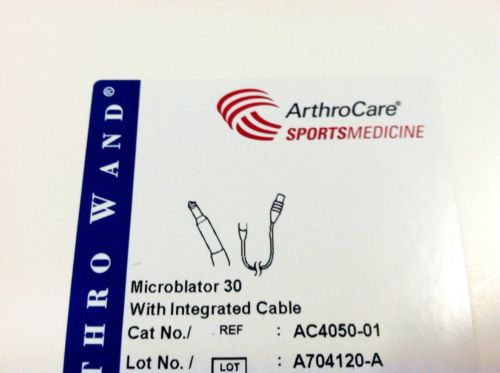 THRO WAND®
ArthroCare®
SPORTSMEDICINE
Microblator 30
With Integrated Cable
Cat No./ REF : AC4050-01
Lot No. / LOT : A704120-A